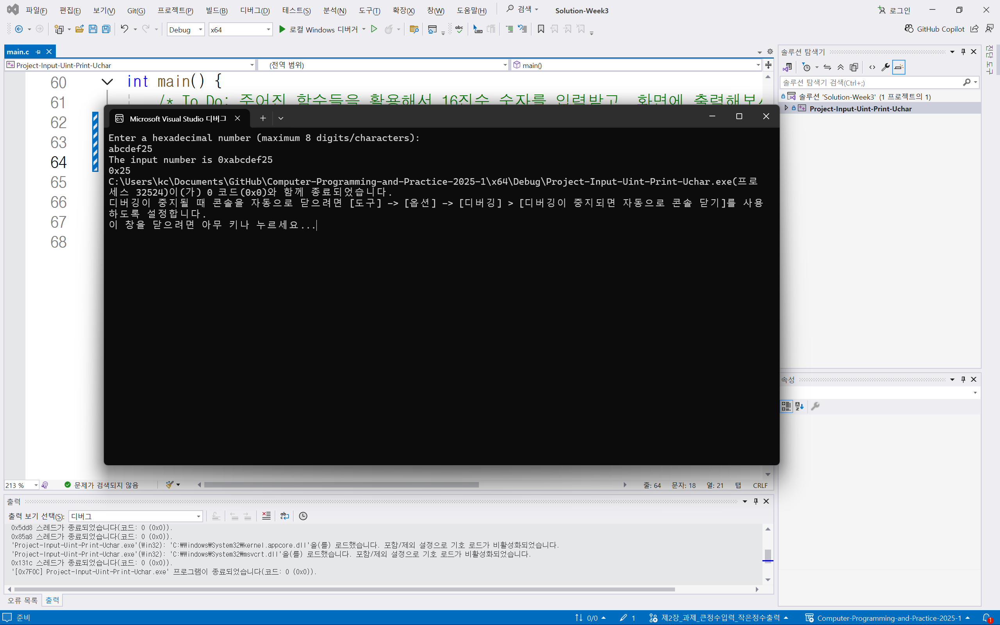 파일(F) 편집(E) 보기(V) Git(G) 프로젝트(P) 빌드(B) 디버그(D) 테스트(S) 분석(N) 도구(T) 확장(X) 창(W) 도움말(H) 검색 Solution-Week3 로그인
Debug x64 로컬 Windows 디버거 GitHub Copilot
main.c
Project-Input-Uint-Print-Uchar (전역 범위) main()
60 int main() {
61 /* To Do: 주어진 함수들을 활용해서 16진수 숫자를 입력받고, 화면에 출력해보
62
63
64
65
66
67
68
Microsoft Visual Studio 디버그
Enter a hexadecimal number (maximum 8 digits/characters):
abcdef25
The input number is 0xabcdef25
0x25
C:\Users\kc\Documents\GitHub\Computer-Programming-and-Practice-2025-1\x64\Debug\Project-Input-Uint-Print-Uchar.exe(프로
세스 32524)이(가) 0 코드(0x0)와 함께 종료되었습니다.
디버깅이 중지될 때 콘솔을 자동으로 닫으려면 [도구] -> [옵션] -> [디버깅] > [디버깅이 중지되면 자동으로 콘솔 닫기]를 사용
하도록 설정합니다.
이 창을 닫으려면 아무 키나 누르세요...
213 % 문제가 검색되지 않음 줄: 64 문자: 18 열: 21 탭 CRLF
출력
출력 보기 선택(S): 디버그
0x5dd8 스레드가 종료되었습니다(코드: 0 (0x0)).
0x85a8 스레드가 종료되었습니다(코드: 0 (0x0)).
'Project-Input-Uint-Print-Uchar.exe'(Win32): 'C:₩Windows₩System32₩kernel.appcore.dll'을(를) 로드했습니다. 포함/제외 설정으로 기호 로드가 비활성화되었습니다.
'Project-Input-Uint-Print-Uchar.exe'(Win32): 'C:₩Windows₩System32₩msvcrt.dll'을(를) 로드했습니다. 포함/제외 설정으로 기호 로드가 비활성화되었습니다.
0x131c 스레드가 종료되었습니다(코드: 0 (0x0)).
'[0x7F0C] Project-Input-Uint-Print-Uchar.exe' 프로그램이 종료되었습니다(코드: 0 (0x0)).
오류 목록 출력
솔루션 탐색기
솔루션 탐색기 검색(Ctrl+;)
솔루션 'Solution-Week3' (1 프로젝트의 1)
Project-Input-Uint-Print-Uchar
속성
진단 도구
준비 0/0 1 제2장_과제_큰정수입력_작은정수출력 Computer-Programming-and-Practice-2025-1 1